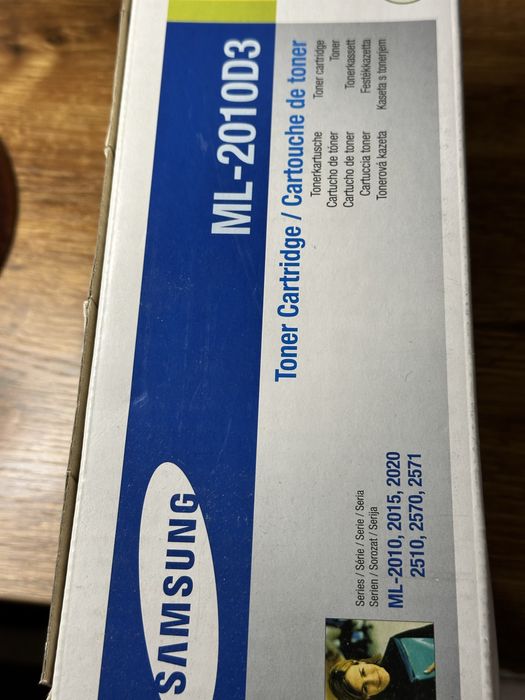 SAMSUNG
ML-2010D3
Toner Cartridge / Cartouche de toner
Tonerkartusche Toner cartridge
Cartucho de tóner Toner
Cartucho de toner Tonerkassett
Cartuccia toner Festékkazetta
Tonerová kazeta Kaseta s tonerjem
Series / Série / Serie / Seria
Serien / Sorozat / Serija
ML-2010, 2015, 2020
2510, 2570, 2571